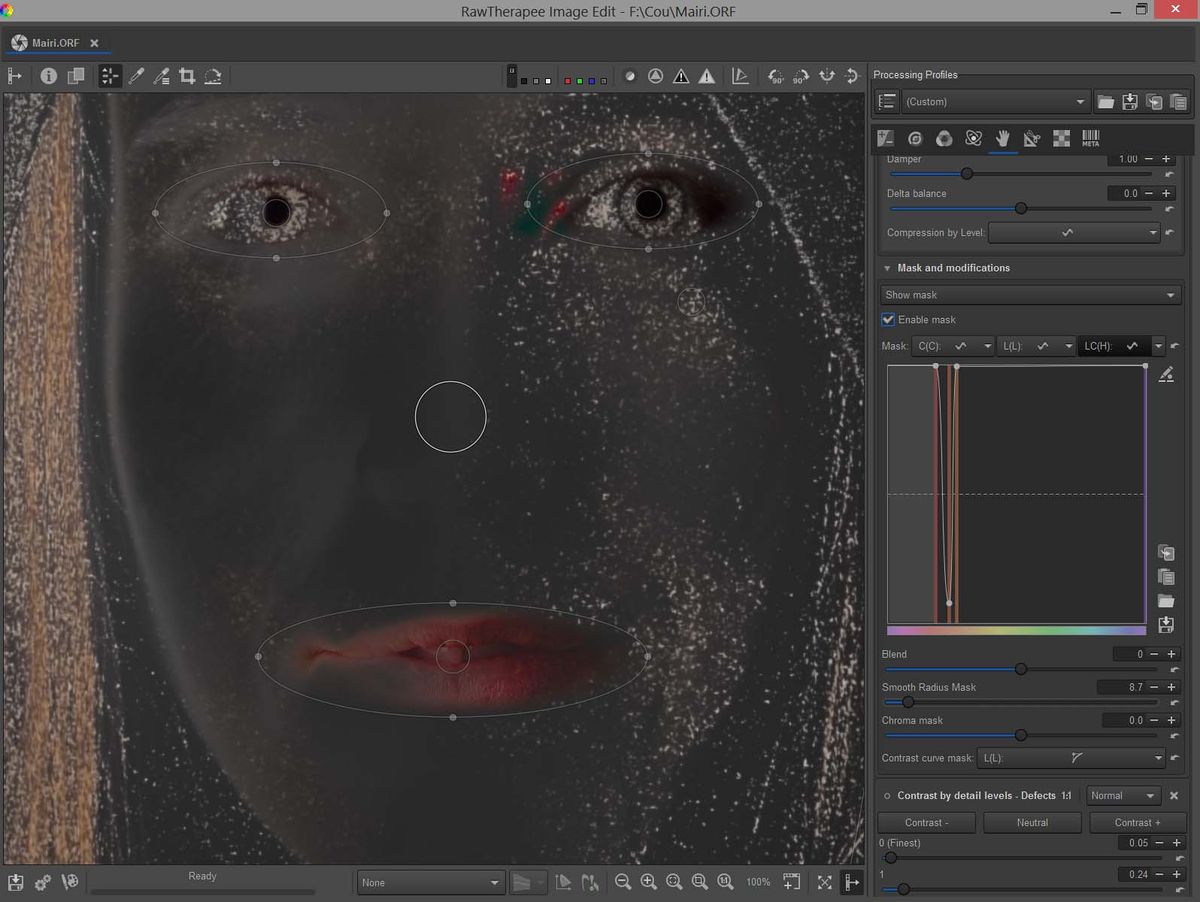 RawTherapee Image Edit - F:\Cou\Mairi.ORF
Mairi.ORF
Processing Profiles
(Custom)
90°
90°
META
Damper 1.00
Delta balance 0.0
Compression by Level:
Mask and modifications
Show mask
Enable mask
Mask: C(C): L(L): LC(H):
Blend 0
Smooth Radius Mask 8.7
Chroma mask 0.0
Contrast curve mask: L(L):
Contrast by detail levels - Defects 1:1 Normal
Contrast - Neutral Contrast +
0 (Finest) 0.05
1 0.24
Ready None 100%